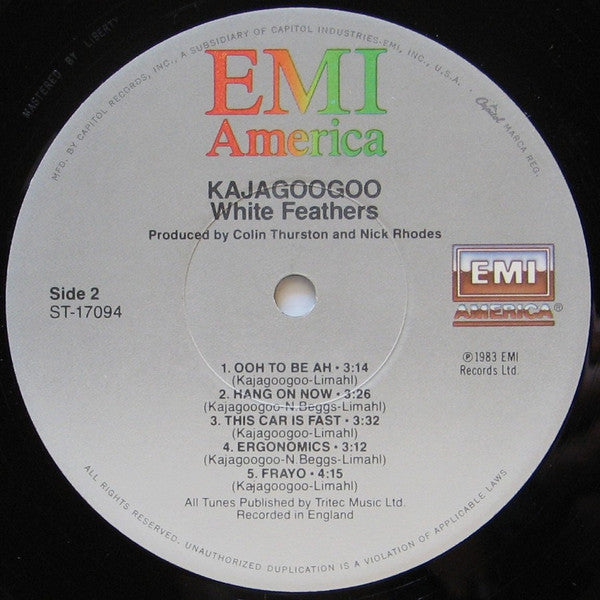 MASTERED BY LIBERTY
MFD. BY CAPITOL RECORDS, INC., A SUBSIDIARY OF CAPITOL INDUSTRIES-EMI, INC., U.S.A. · Capitol MARCA REG.
EMI
America
KAJAGOOGOO
White Feathers
Produced by Colin Thurston and Nick Rhodes
EMI
AMERICA®
Side 2
ST-17094
℗1983 EMI
Records Ltd.
1. OOH TO BE AH · 3:14
(Kajagoogoo-Limahl)
2. HANG ON NOW · 3:26
(Kajagoogoo-N.Beggs-Limahl)
3. THIS CAR IS FAST · 3:32
(Kajagoogoo-Limahl)
4. ERGONOMICS · 3:12
(Kajagoogoo-N.Beggs-Limahl)
5. FRAYO · 4:15
(Kajagoogoo-Limahl)
All Tunes Published by Tritec Music Ltd.
Recorded in England
ALL RIGHTS RESERVED. UNAUTHORIZED DUPLICATION IS A VIOLATION OF APPLICABLE LAWS